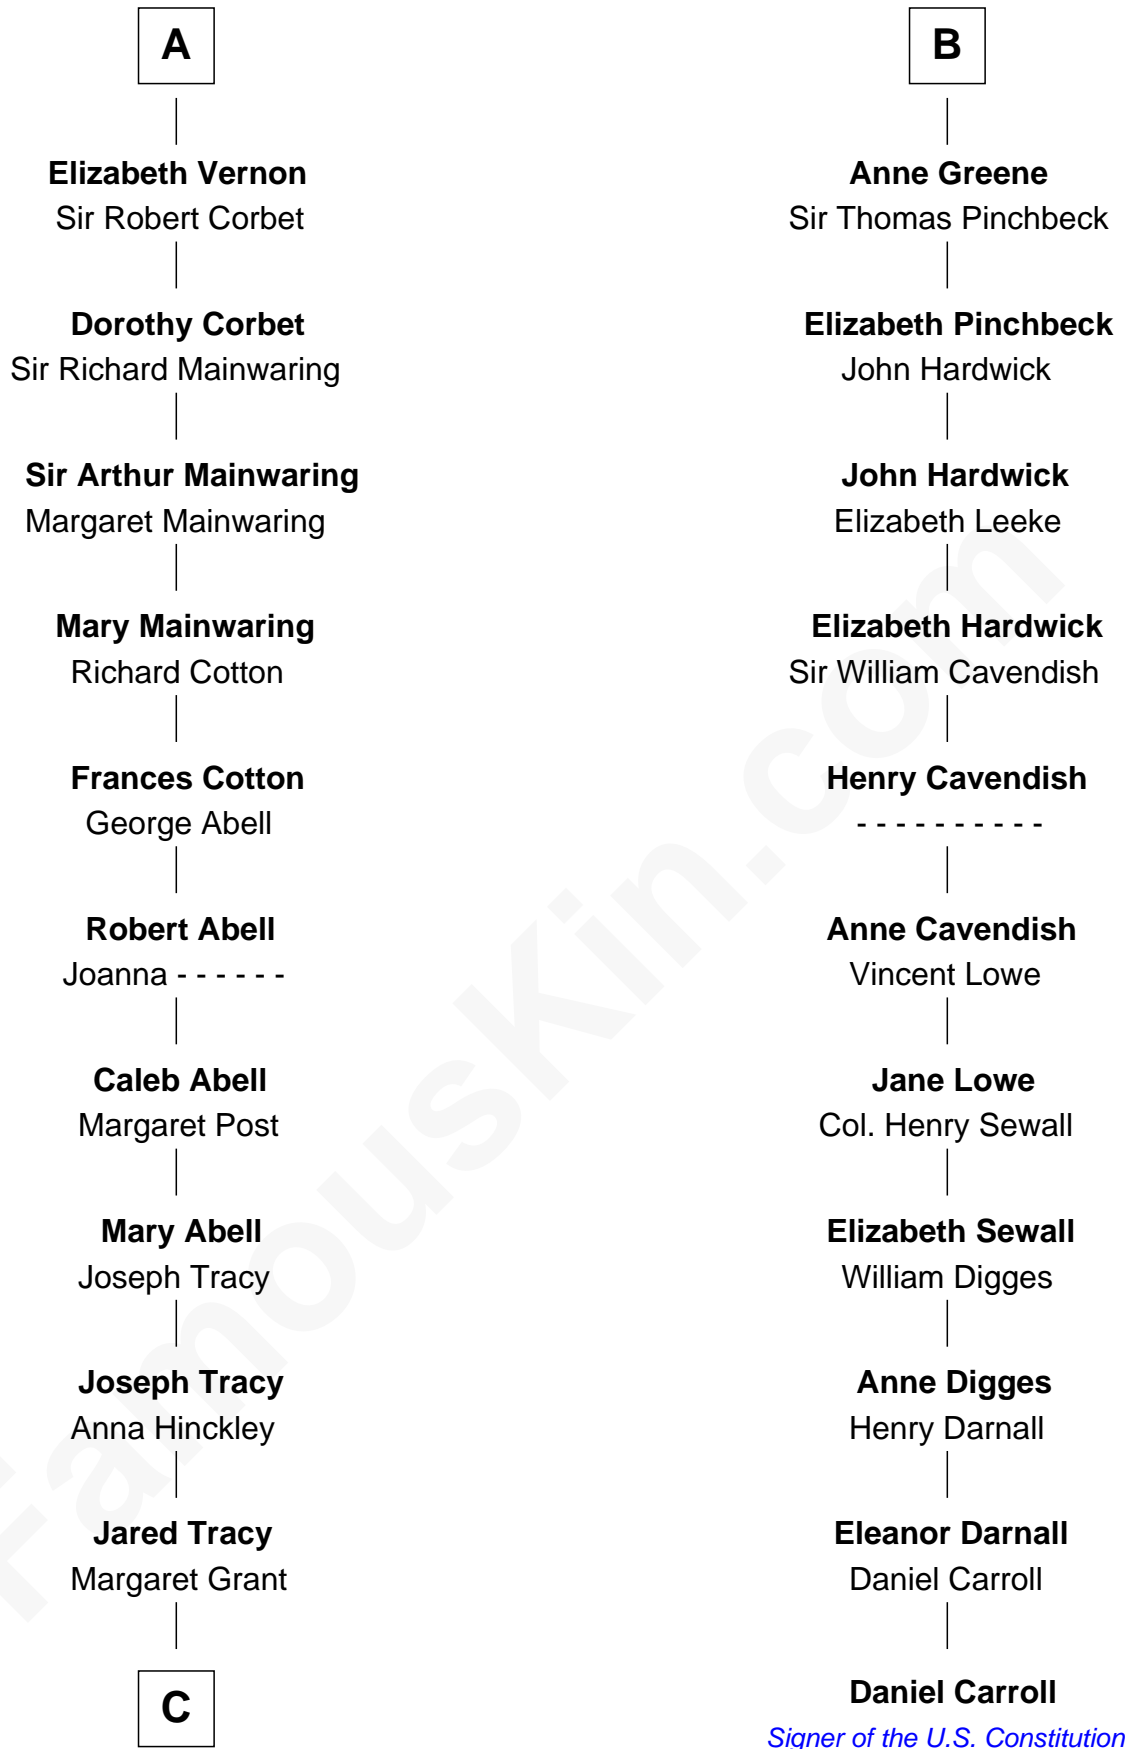 A
Elizabeth Vernon
Sir Robert Corbet
Dorothy Corbet
Sir Richard Mainwaring
Sir Arthur Mainwaring
Margaret Mainwaring
Mary Mainwaring
Richard Cotton
Frances Cotton
George Abell
Robert Abell
Joanna - - - - - -
Caleb Abell
Margaret Post
Mary Abell
Joseph Tracy
Joseph Tracy
Anna Hinckley
Jared Tracy
Margaret Grant
C
B
Anne Greene
Sir Thomas Pinchbeck
Elizabeth Pinchbeck
John Hardwick
John Hardwick
Elizabeth Leeke
Elizabeth Hardwick
Sir William Cavendish
Henry Cavendish
- - - - - - - - - -
Anne Cavendish
Vincent Lowe
Jane Lowe
Col. Henry Sewall
Elizabeth Sewall
William Digges
Anne Digges
Henry Darnall
Eleanor Darnall
Daniel Carroll
Daniel Carroll
Signer of the U.S. Constitution
FamousKin.com